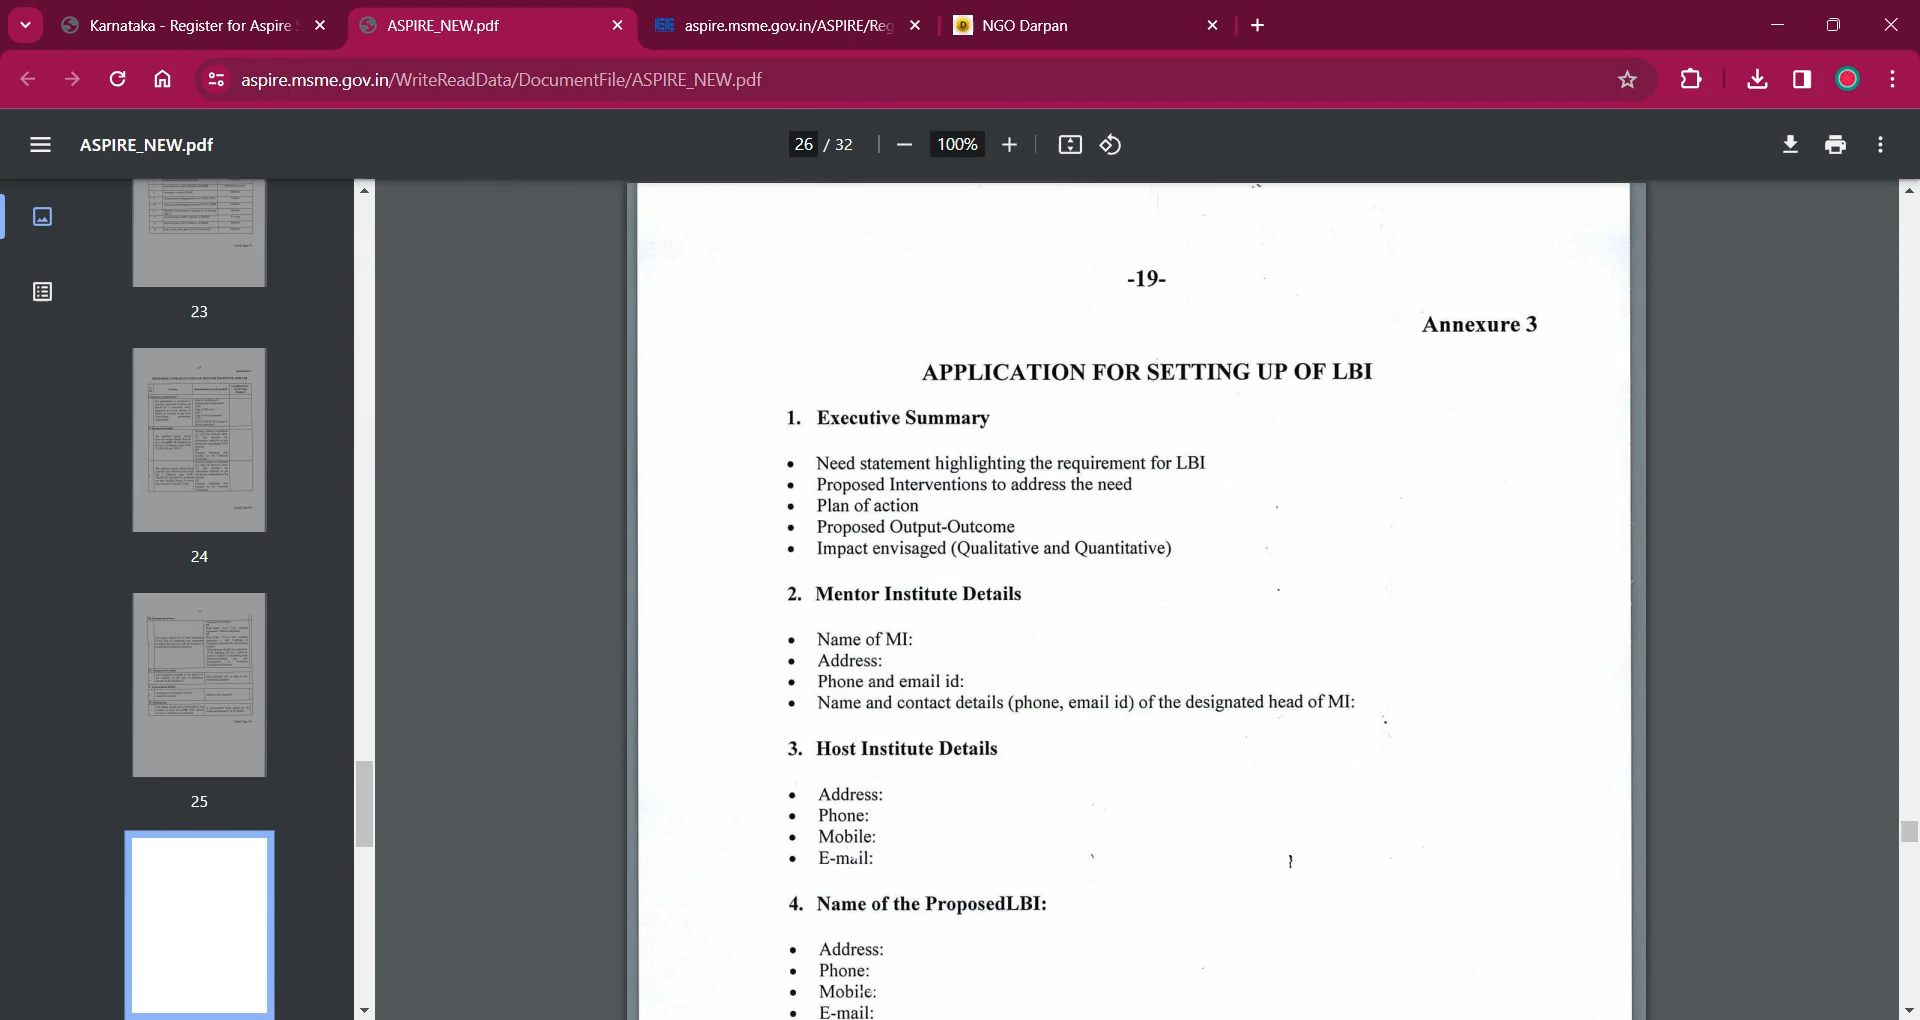 Karnataka - Register for Aspire
ASPIRE_NEW.pdf
aspire.msme.gov.in/ASPIRE/Reg
NGO Darpan
aspire.msme.gov.in/WriteReadData/DocumentFile/ASPIRE_NEW.pdf
ASPIRE_NEW.pdf
26 / 32
100%
23
24
25
-19-
Annexure 3
APPLICATION FOR SETTING UP OF LBI
1. Executive Summary
• Need statement highlighting the requirement for LBI
• Proposed Interventions to address the need
• Plan of action
• Proposed Output-Outcome
• Impact envisaged (Qualitative and Quantitative)
2. Mentor Institute Details
• Name of MI:
• Address:
• Phone and email id:
• Name and contact details (phone, email id) of the designated head of MI:
3. Host Institute Details
• Address:
• Phone:
• Mobile:
• E-mail:
4. Name of the ProposedLBI:
• Address:
• Phone:
• Mobile:
• E-mail: